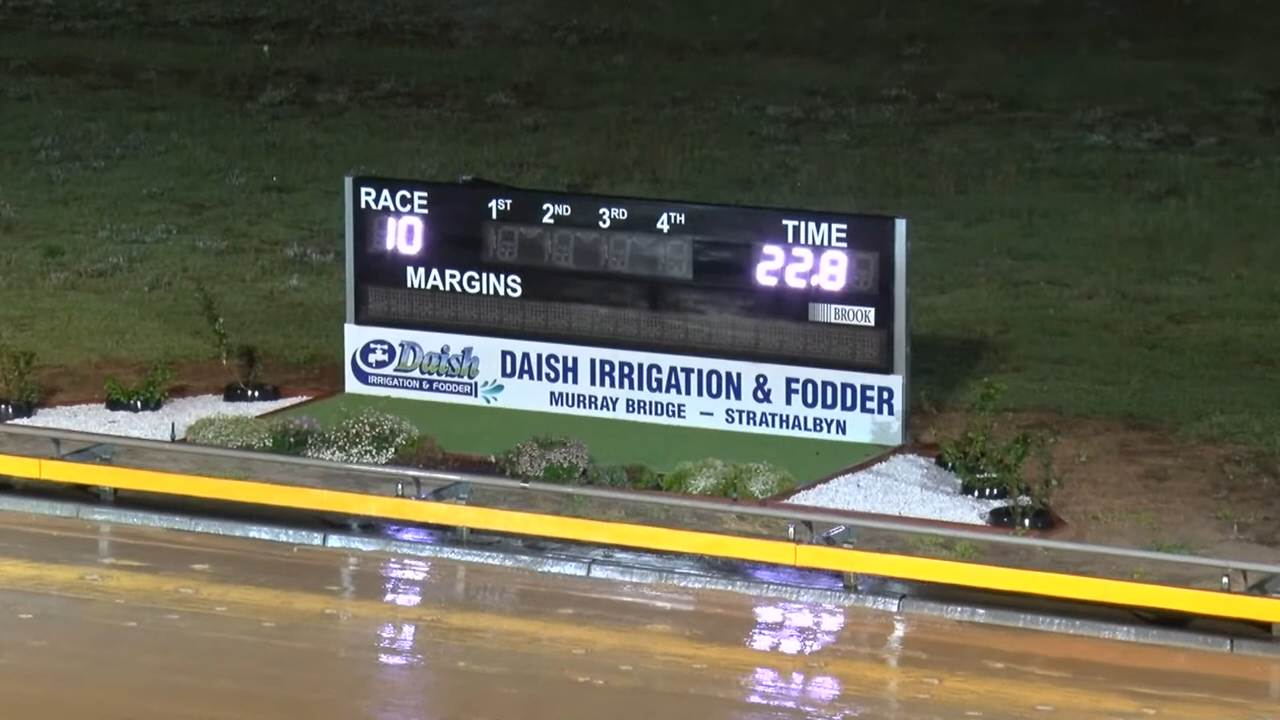 RACE 1ST 2ND 3RD 4TH TIME
10 22.8
MARGINS
BROOK
Daish
IRRIGATION & FODDER
DAISH IRRIGATION & FODDER
MURRAY BRIDGE — STRATHALBYN